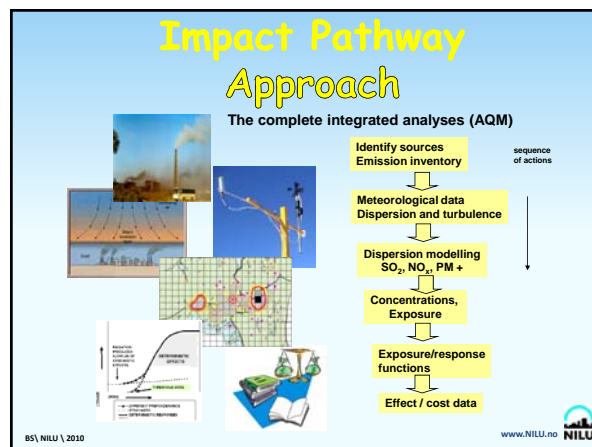 Impact Pathway
Approach
The complete integrated analyses (AQM)
Identify sources
Emission inventory
sequence
of actions
Meteorological data
Dispersion and turbulence
Dispersion modelling
SO₂, NOₓ, PM +
Concentrations,
Exposure
Exposure/response
functions
Effect / cost data
DETERMINISTIC
EFFECTS
BS\ NILU \ 2010
www.NILU.no
NILU